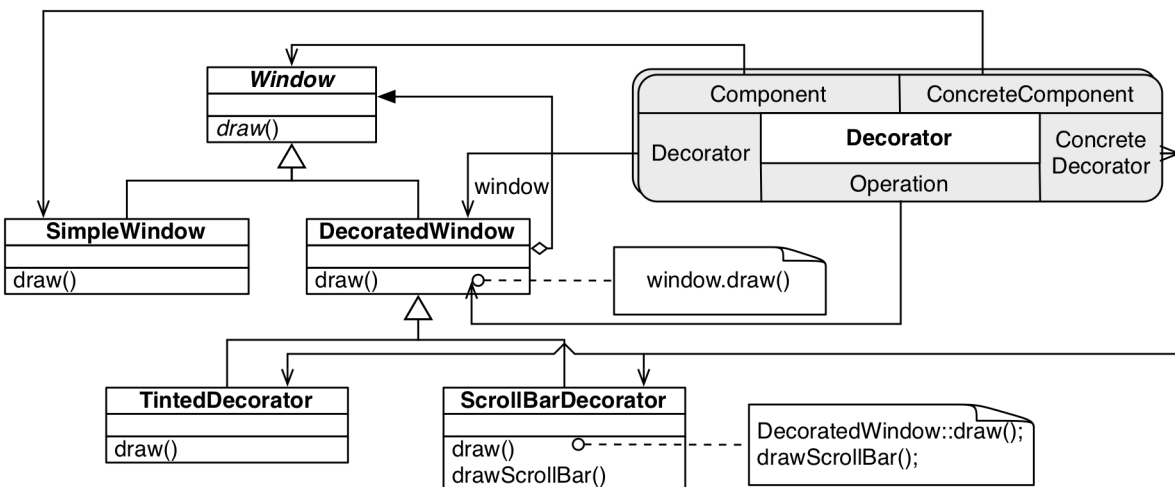 Window
draw()
Component
ConcreteComponent
Decorator
Decorator
Concrete
Decorator
Operation
window
SimpleWindow
draw()
DecoratedWindow
draw()
window.draw()
TintedDecorator
draw()
ScrollBarDecorator
draw()
drawScrollBar()
DecoratedWindow::draw();
drawScrollBar();